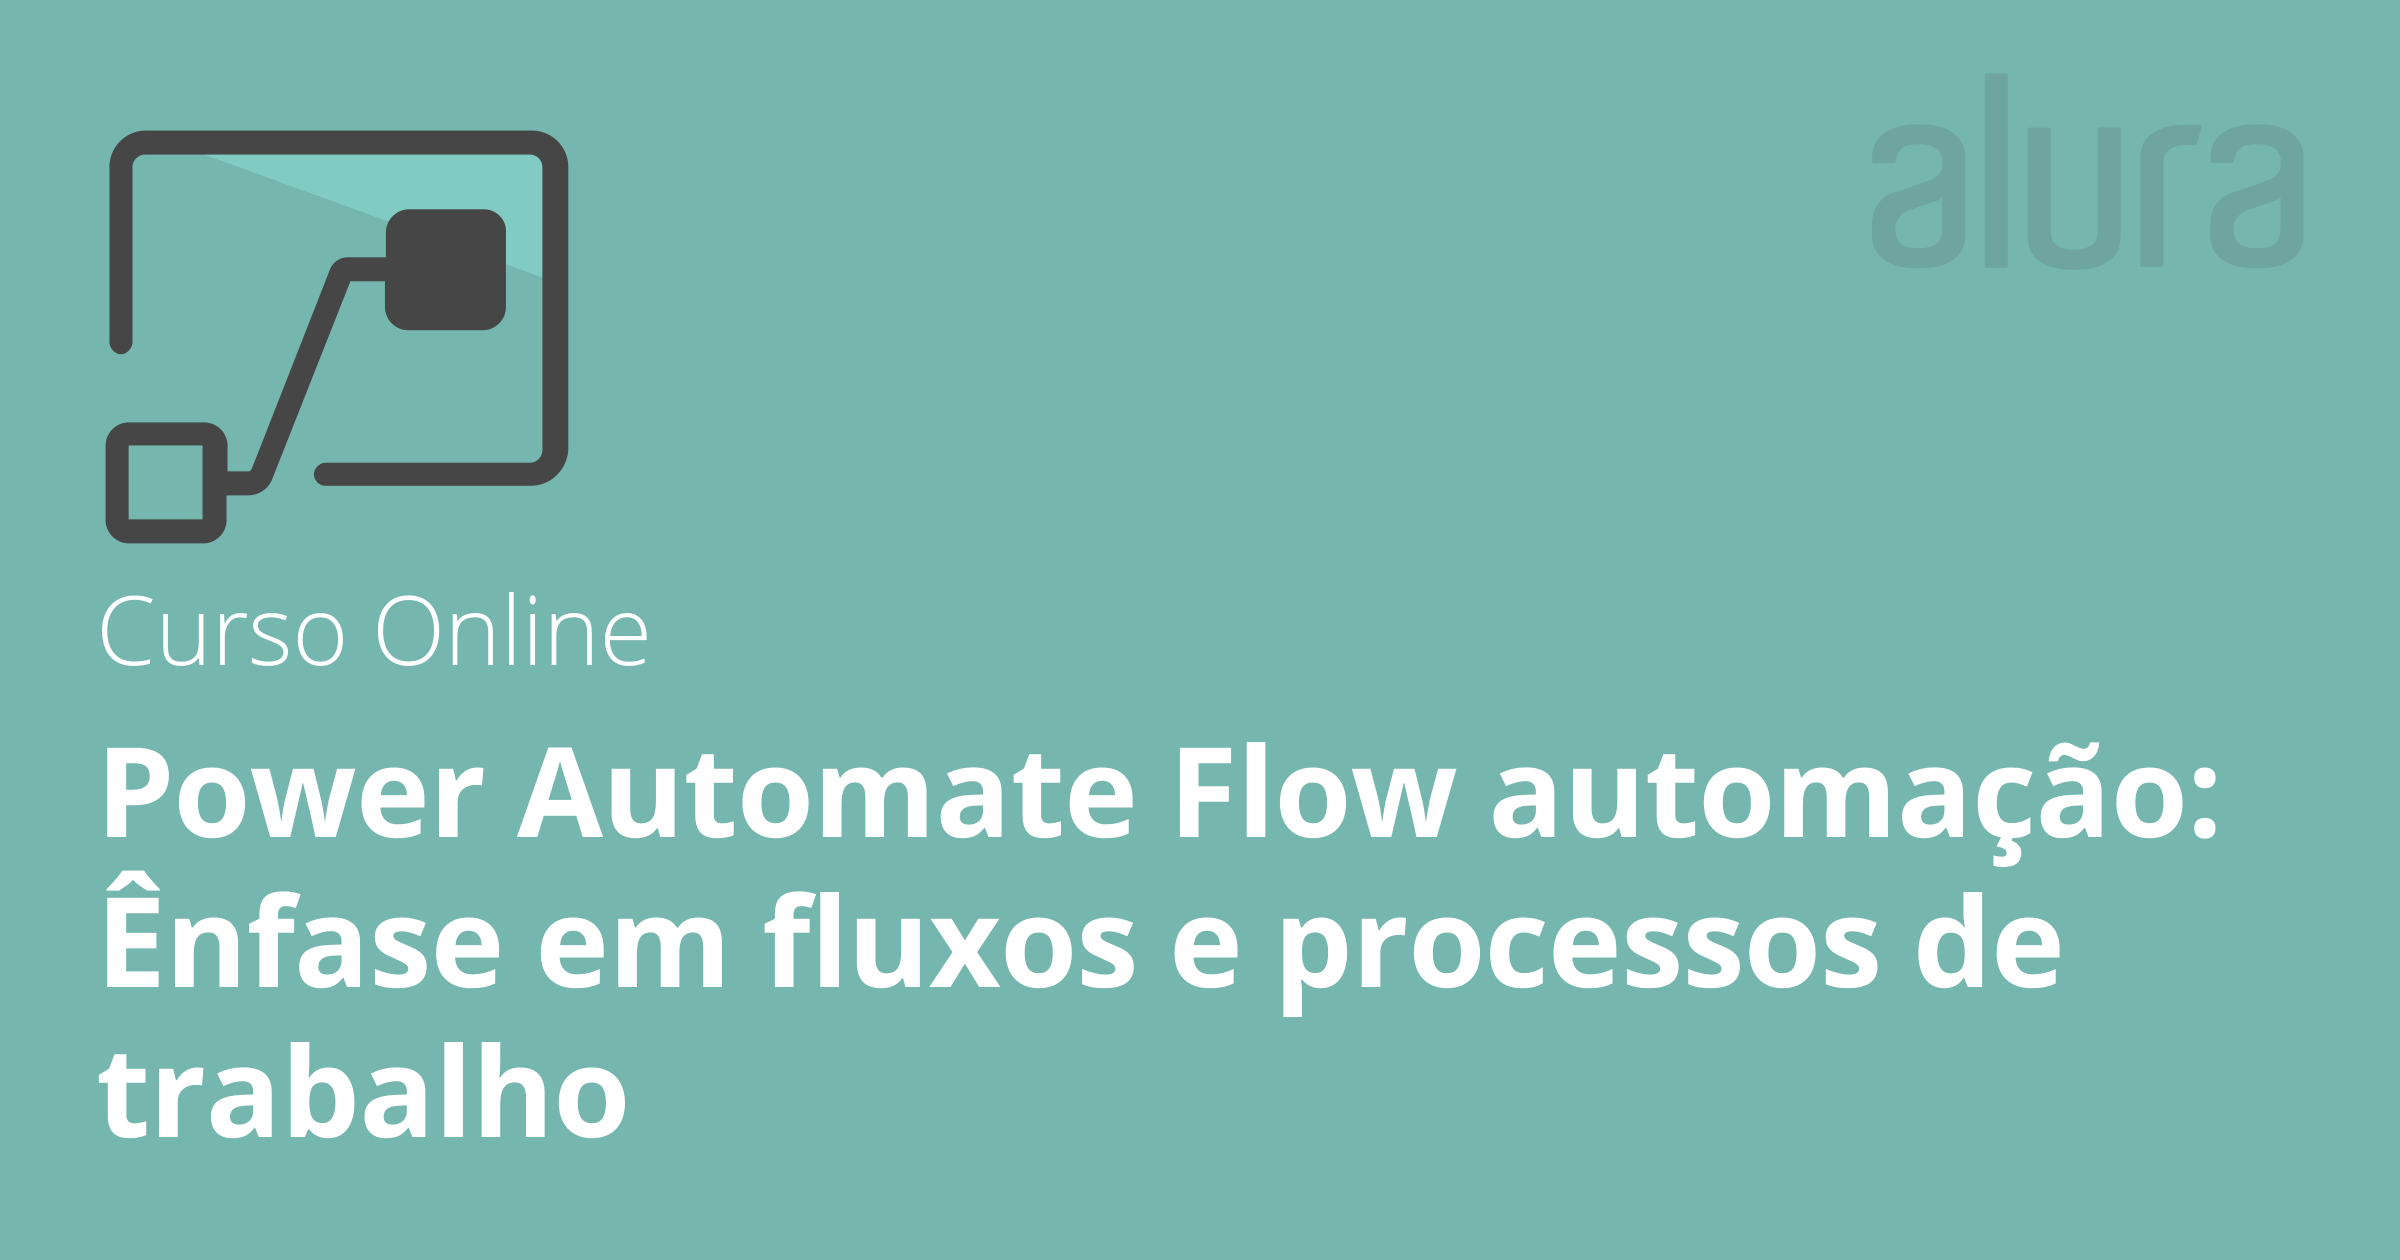 alura
Curso Online
Power Automate Flow automação:
Ênfase em fluxos e processos de
trabalho